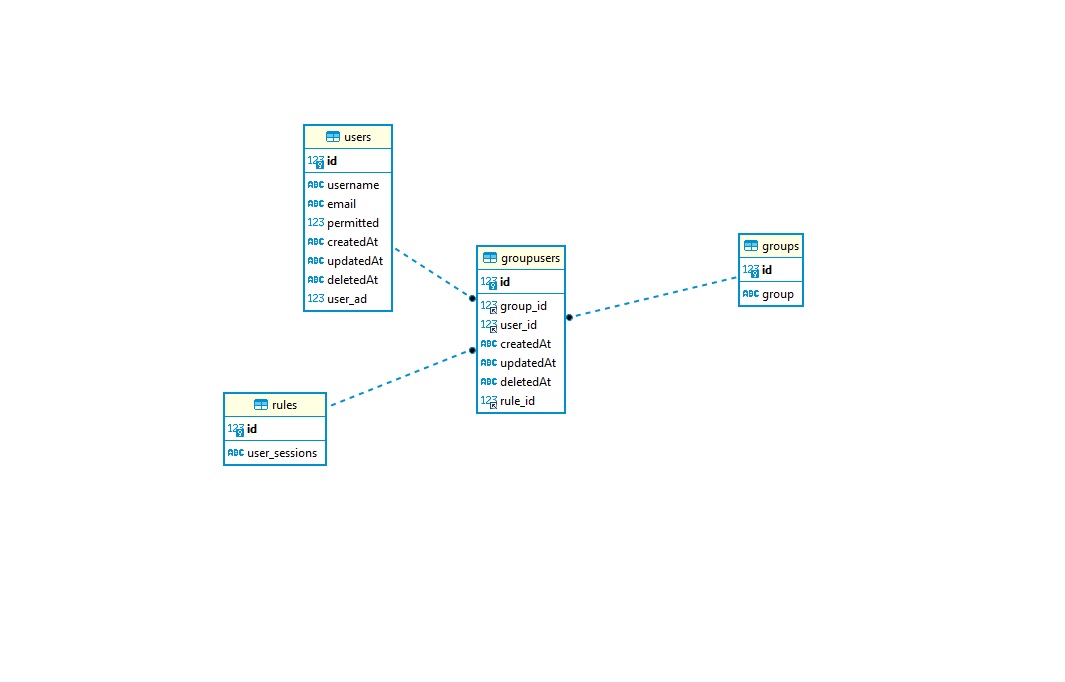 users
123 id
ABC username
ABC email
123 permitted
ABC createdAt
ABC updatedAt
ABC deletedAt
123 user_ad
groupusers
123 id
123 group_id
123 user_id
ABC createdAt
ABC updatedAt
ABC deletedAt
123 rule_id
groups
123 id
ABC group
rules
123 id
ABC user_sessions